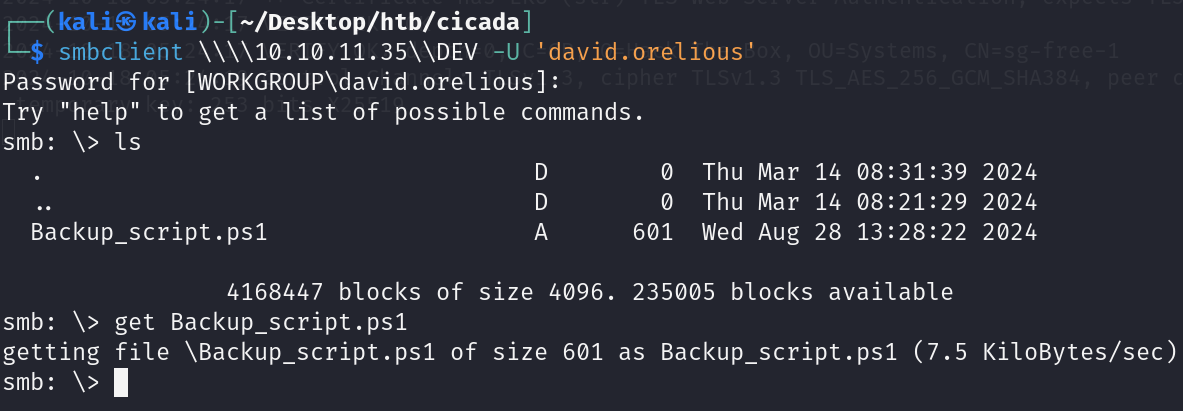 ┌──(kali㉿kali)-[~/Desktop/htb/cicada]
└─$ smbclient \\\\10.10.11.35\\DEV -U 'david.orelious'
Password for [WORKGROUP\david.orelious]:
Try "help" to get a list of possible commands.
smb: \> ls
  .                                   D        0  Thu Mar 14 08:31:39 2024
  ..                                  D        0  Thu Mar 14 08:21:29 2024
  Backup_script.ps1                   A      601  Wed Aug 28 13:28:22 2024
                4168447 blocks of size 4096. 235005 blocks available
smb: \> get Backup_script.ps1
getting file \Backup_script.ps1 of size 601 as Backup_script.ps1 (7.5 KiloBytes/sec)
smb: \>